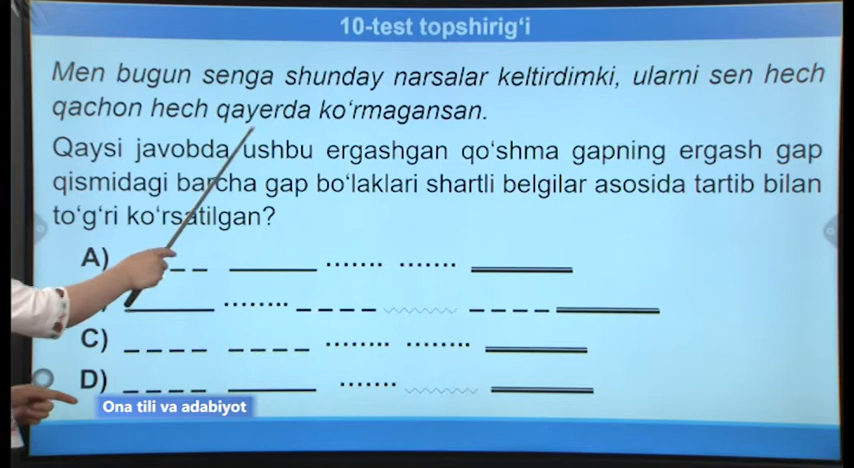 10-test topshirig‘i
Men bugun senga shunday narsalar keltirdimki, ularni sen hech
qachon hech qayerda ko‘rmagansan.
Qaysi javobda ushbu ergashgan qo‘shma gapning ergash gap
qismidagi barcha gap bo‘laklari shartli belgilar asosida tartib bilan
to‘g‘ri ko‘rsatilgan?
A)
C)
D)
Ona tili va adabiyot